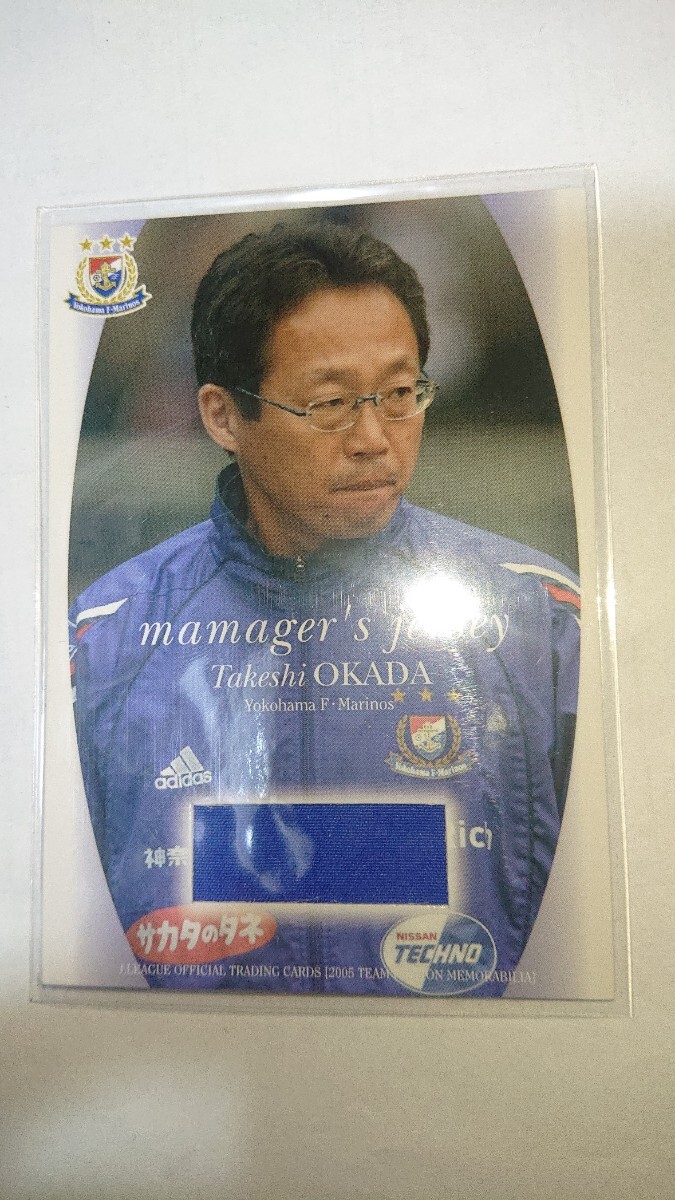 Yokohama F·Marinos
mamager's jersey
Takeshi OKADA
Yokohama F·Marinos
Yokohama F·Marinos
adidas
神奈
サカタのタネ
NISSAN
TECHNO
J.LEAGUE OFFICIAL TRADING CARDS [2005 TEAM EDITION MEMORABILIA]